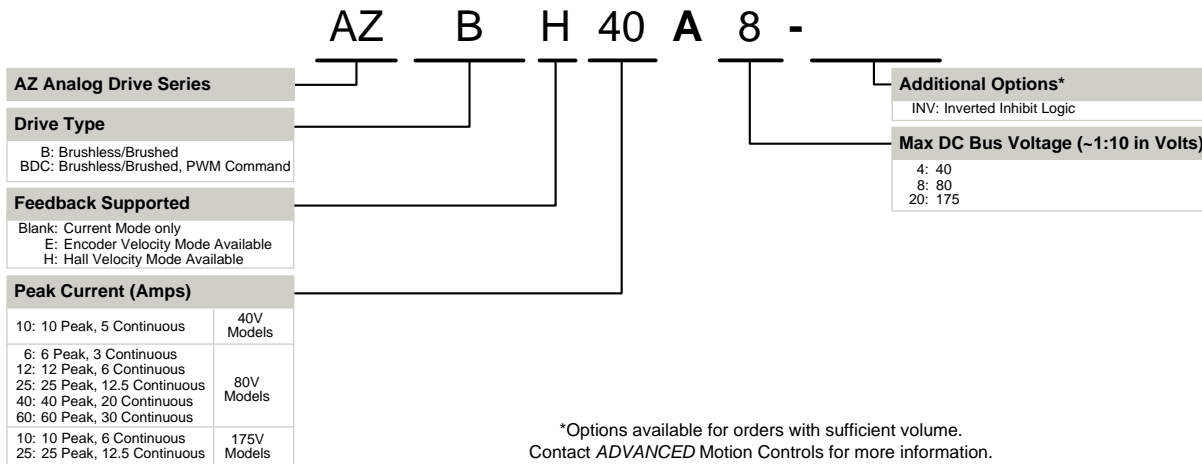 AZ B H 40 A 8 -
AZ Analog Drive Series
Drive Type
B: Brushless/Brushed
BDC: Brushless/Brushed, PWM Command
Feedback Supported
Blank: Current Mode only
E: Encoder Velocity Mode Available
H: Hall Velocity Mode Available
Peak Current (Amps)
10: 10 Peak, 5 Continuous
40V
Models
6: 6 Peak, 3 Continuous
12: 12 Peak, 6 Continuous
25: 25 Peak, 12.5 Continuous
40: 40 Peak, 20 Continuous
60: 60 Peak, 30 Continuous
80V
Models
10: 10 Peak, 6 Continuous
25: 25 Peak, 12.5 Continuous
175V
Models
Additional Options*
INV: Inverted Inhibit Logic
Max DC Bus Voltage (~1:10 in Volts)
4: 40
8: 80
20: 175
*Options available for orders with sufficient volume.
Contact ADVANCED Motion Controls for more information.